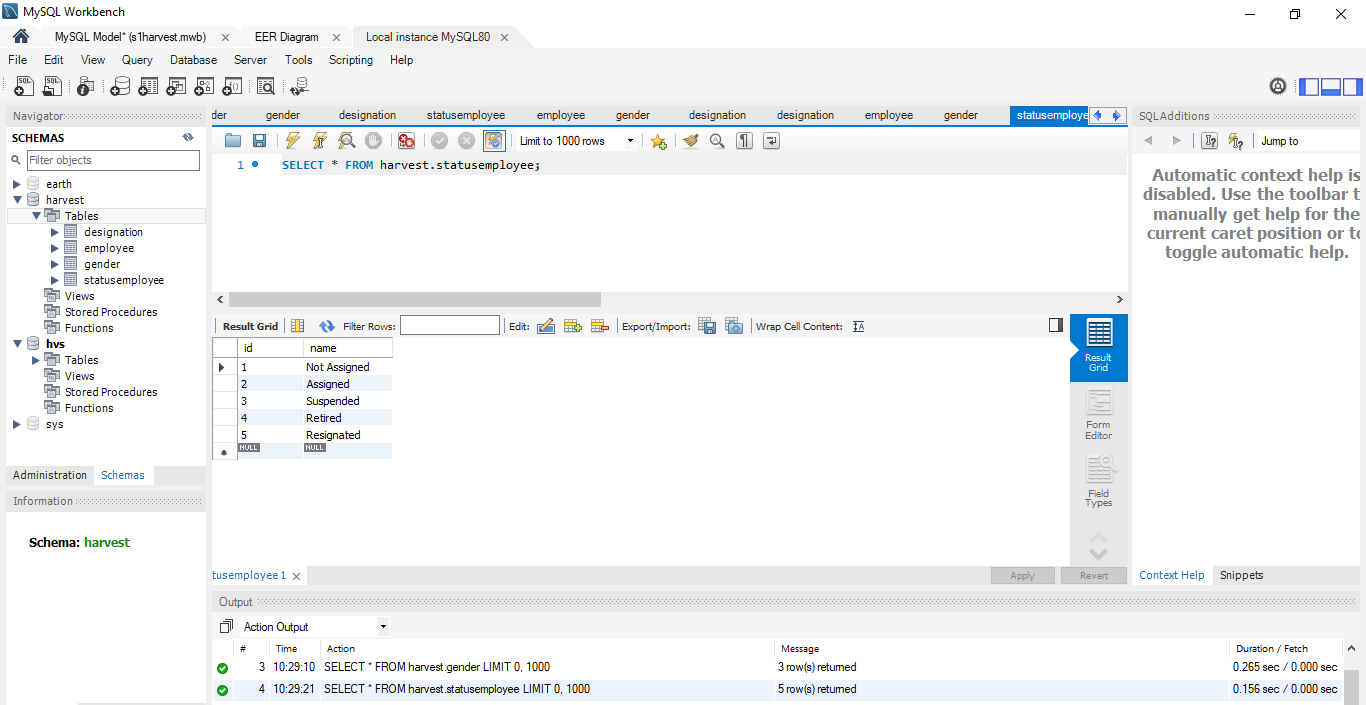 MySQL Workbench
MySQL Model* (s1harvest.mwb) EER Diagram Local instance MySQL80
File Edit View Query Database Server Tools Scripting Help
Navigator
SCHEMAS
Filter objects
earth
harvest
Tables
designation
employee
gender
statusemployee
Views
Stored Procedures
Functions
hvs
Tables
Views
Stored Procedures
Functions
sys
Administration Schemas
Information
Schema: harvest
der gender designation statusemployee employee gender designation designation employee gender statusemploye
Limit to 1000 rows
1 SELECT * FROM harvest.statusemployee;
Result Grid Filter Rows: Edit: Export/Import: Wrap Cell Content: IA
id name
1 Not Assigned
2 Assigned
3 Suspended
4 Retired
5 Resignated
NULL NULL
Result
Grid
Form
Editor
Field
Types
tusemployee 1 Apply Revert
SQLAdditions
Jump to
Automatic context help is
disabled. Use the toolbar t
manually get help for the
current caret position or to
toggle automatic help.
Context Help Snippets
Output
Action Output
# Time Action Message Duration / Fetch
3 10:29:10 SELECT * FROM harvest.gender LIMIT 0, 1000 3 row(s) returned 0.265 sec / 0.000 sec
4 10:29:21 SELECT * FROM harvest.statusemployee LIMIT 0, 1000 5 row(s) returned 0.156 sec / 0.000 sec